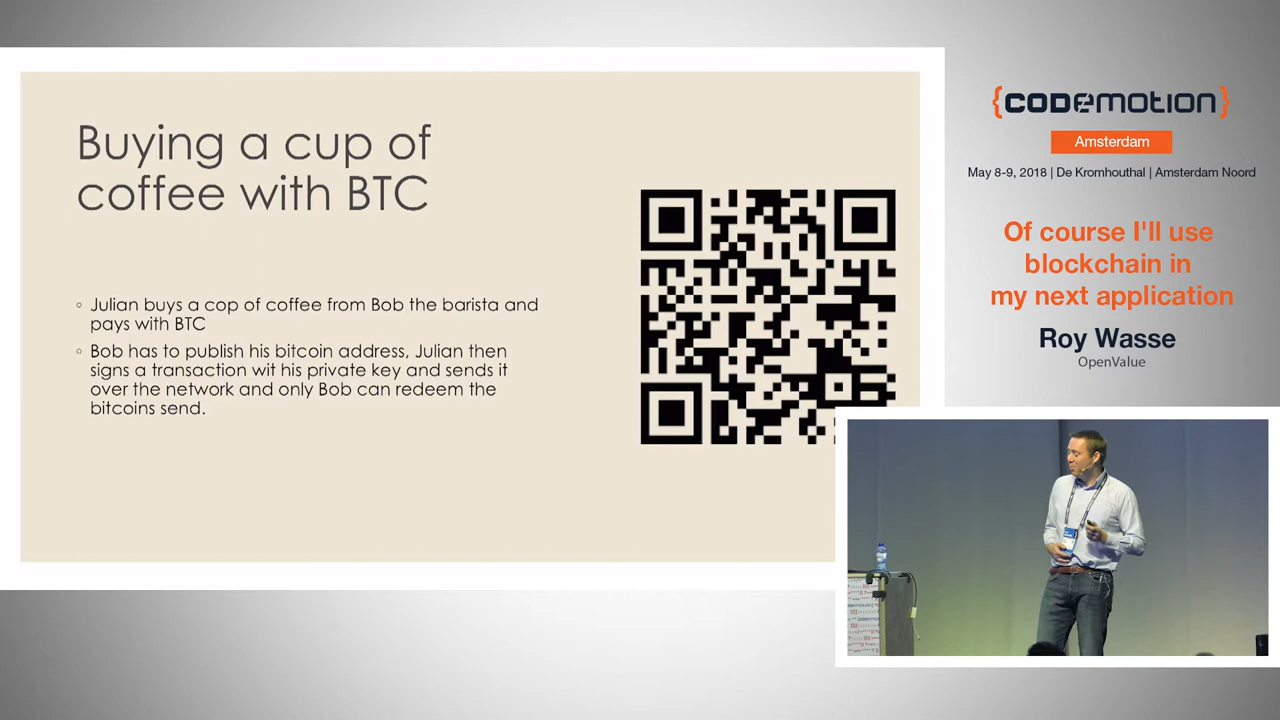 Buying a cup of
coffee with BTC
◦ Julian buys a cop of coffee from Bob the barista and
pays with BTC
◦ Bob has to publish his bitcoin address, Julian then
signs a transaction wit his private key and sends it
over the network and only Bob can redeem the
bitcoins send.
{CODEMOTION}
Amsterdam
May 8-9, 2018 | De Kromhouthal | Amsterdam Noord
Of course I'll use
blockchain in
my next application
Roy Wasse
OpenValue